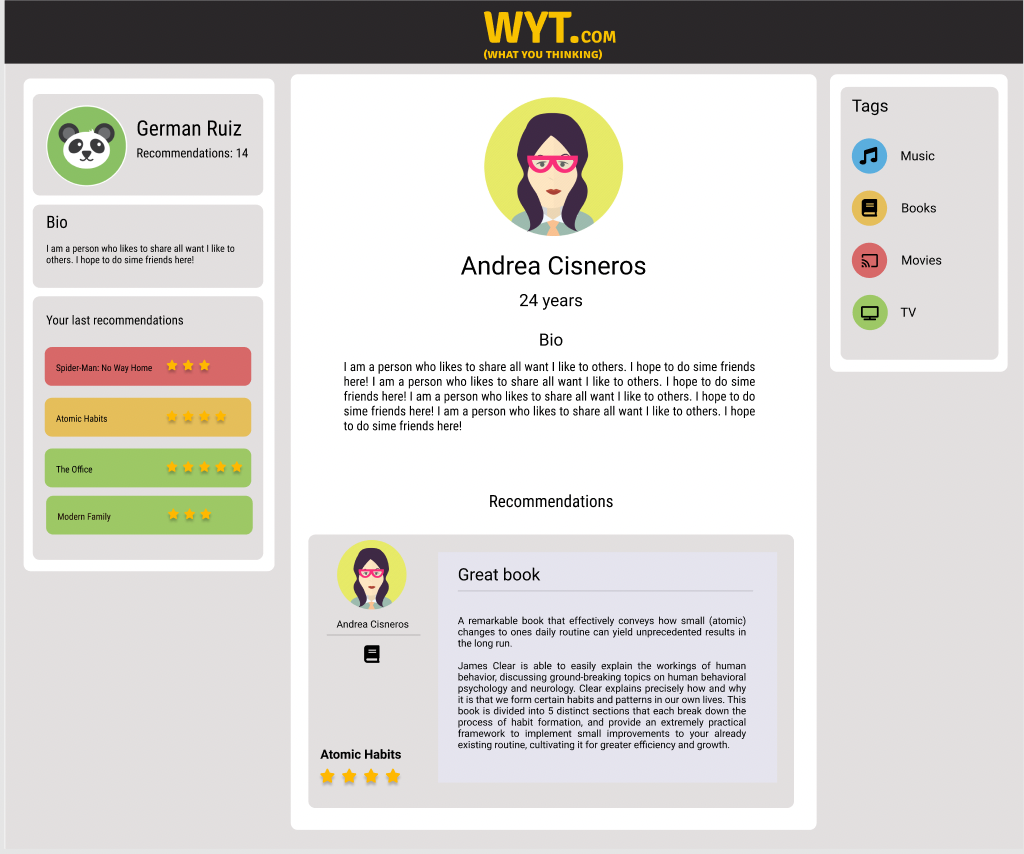 WYT.COM
(WHAT YOU THINKING)
German Ruiz
Recommendations: 14
Bio
I am a person who likes to share all want I like to
others. I hope to do sime friends here!
Your last recommendations
Spider-Man: No Way Home
Atomic Habits
The Office
Modern Family
Andrea Cisneros
24 years
Bio
I am a person who likes to share all want I like to others. I hope to do sime friends
here! I am a person who likes to share all want I like to others. I hope to do sime
friends here! I am a person who likes to share all want I like to others. I hope to do
sime friends here! I am a person who likes to share all want I like to others. I hope
to do sime friends here!
Recommendations
Andrea Cisneros
Atomic Habits
Great book
A remarkable book that effectively conveys how small (atomic)
changes to ones daily routine can yield unprecedented results in
the long run.
James Clear is able to easily explain the workings of human
behavior, discussing ground-breaking topics on human behavioral
psychology and neurology. Clear explains precisely how and why
it is that we form certain habits and patterns in our own lives. This
book is divided into 5 distinct sections that each break down the
process of habit formation, and provide an extremely practical
framework to implement small improvements to your already
existing routine, cultivating it for greater efficiency and growth.
Tags
Music
Books
Movies
TV